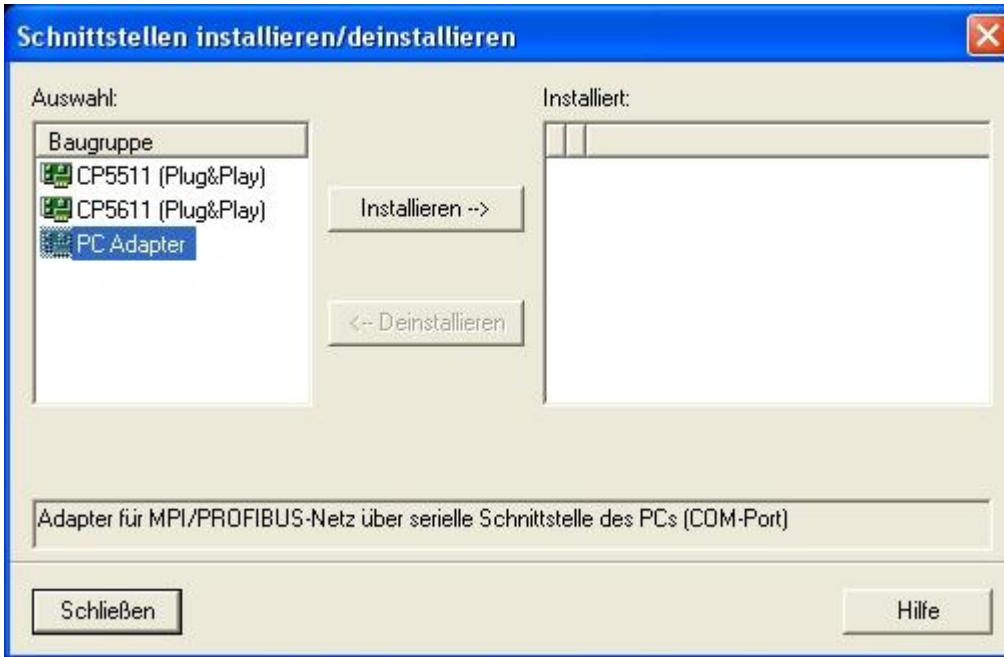 Schnittstellen installieren/deinstallieren
Auswahl:
Installiert:
Baugruppe
CP5511 (Plug&Play)
CP5611 (Plug&Play)
PC Adapter
Installieren -->
<-- Deinstallieren
Adapter für MPI/PROFIBUS-Netz über serielle Schnittstelle des PCs (COM-Port)
Schließen
Hilfe